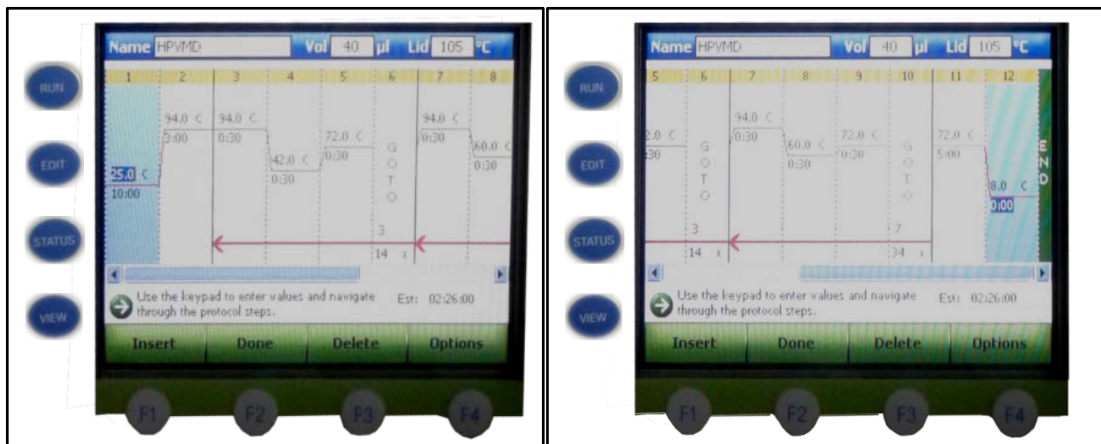 Name HPVMD Vol 40 µl Lid 105 °C
1 2 3 4 5 6 7 8
94.0 C 94.0 C 94.0 C
3:00 0:30 0:30
72.0 C
0:30
60.0 C
0:30
42.0 C
0:30
25.0 C
10:00
G
O
T
O
3
14 x
Use the keypad to enter values and navigate
through the protocol steps.
Est: 02:26:00
Insert Done Delete Options
RUN
EDIT
STATUS
VIEW
F1 F2 F3 F4
Name HPVMD Vol 40 µl Lid 105 °C
5 6 7 8 9 10 11 12
2.0 C
:30
G
O
T
O
3
14 x
94.0 C
0:30
60.0 C
0:30
72.0 C
0:30
G
O
T
O
7
34 x
72.0 C
5:00
8.0 C
0:00
E
N
D
Use the keypad to enter values and navigate
through the protocol steps.
Est: 02:26:00
Insert Done Delete Options
RUN
EDIT
STATUS
VIEW
F1 F2 F3 F4